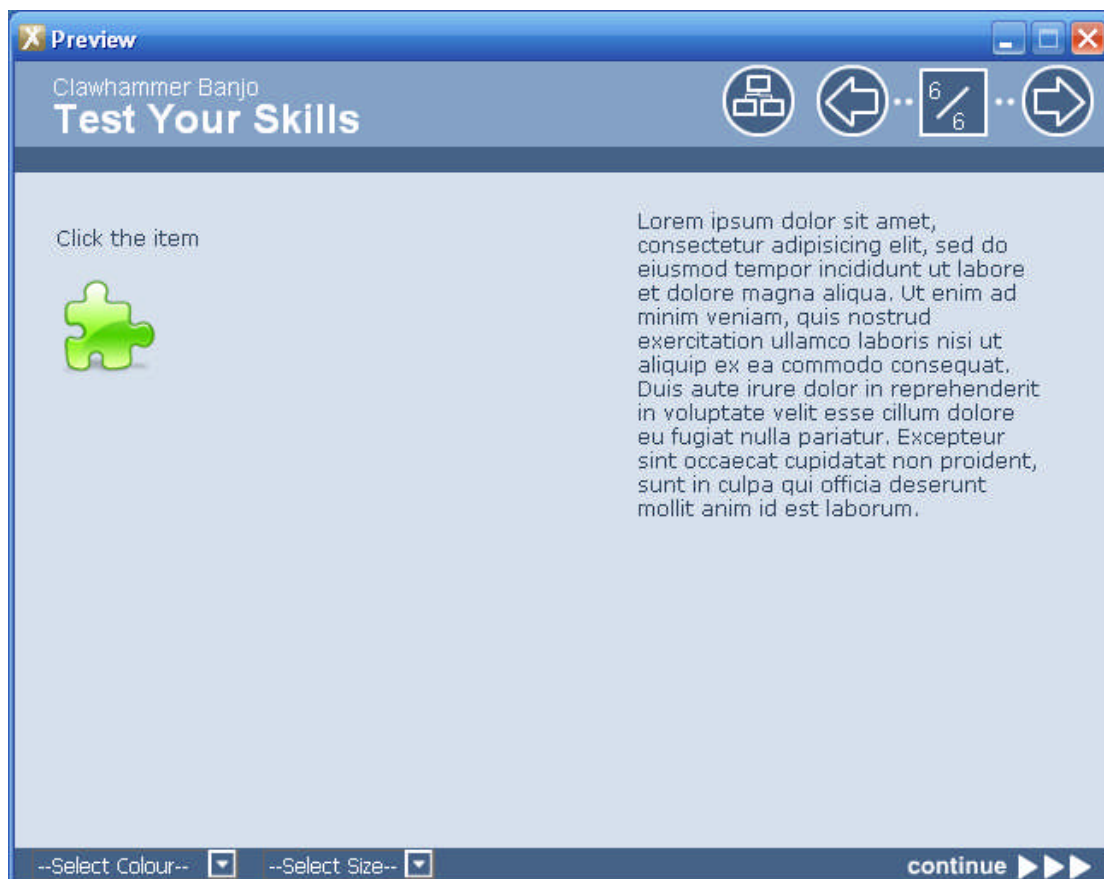 Preview
Clawhammer Banjo
Test Your Skills
6/6
Click the item
Lorem ipsum dolor sit amet,
consectetur adipisicing elit, sed do
eiusmod tempor incididunt ut labore
et dolore magna aliqua. Ut enim ad
minim veniam, quis nostrud
exercitation ullamco laboris nisi ut
aliquip ex ea commodo consequat.
Duis aute irure dolor in reprehenderit
in voluptate velit esse cillum dolore
eu fugiat nulla pariatur. Excepteur
sint occaecat cupidatat non proident,
sunt in culpa qui officia deserunt
mollit anim id est laborum.
--Select Colour--
--Select Size--
continue